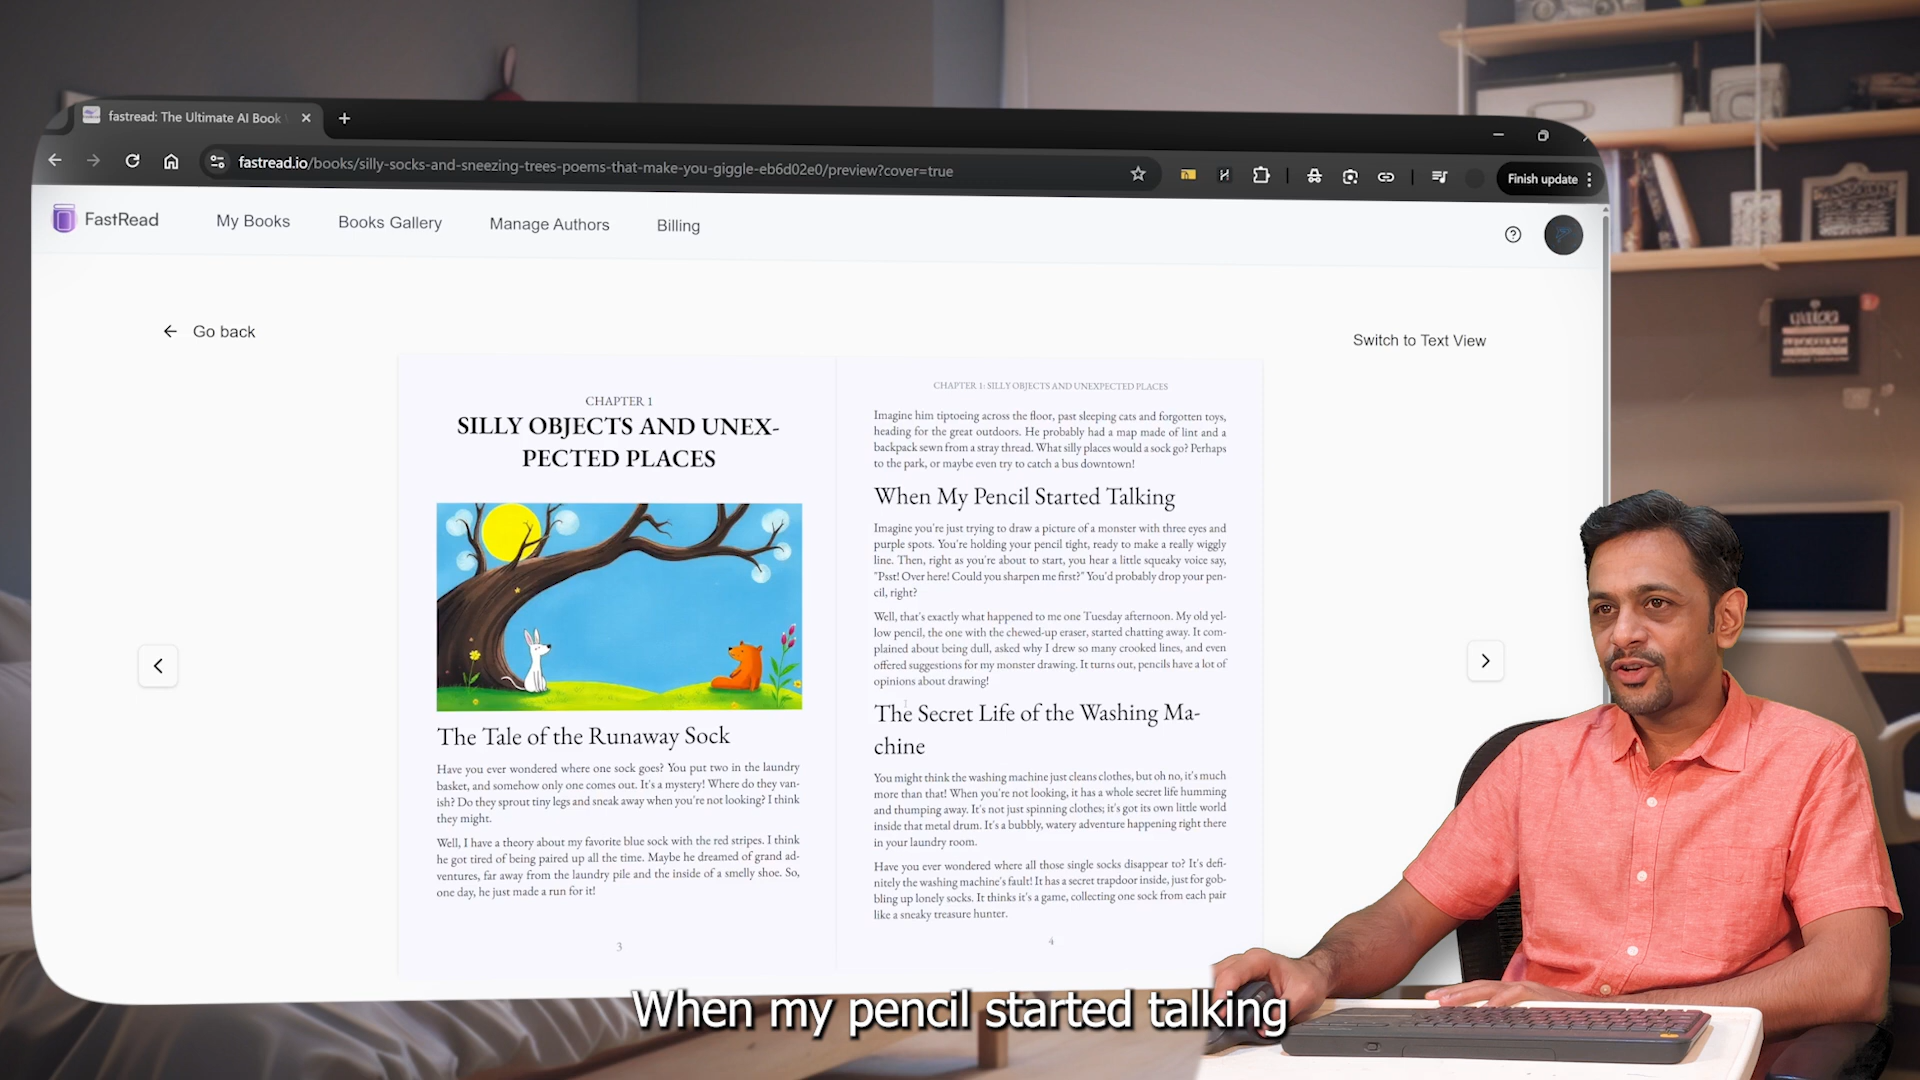 fastread: The Ultimate AI Book
fastread.io/books/silly-socks-and-sneezing-trees-poems-that-make-you-giggle-eb6d02e0/preview?cover=true
Finish update
FastRead
My Books
Books Gallery
Manage Authors
Billing
Go back
Switch to Text View
CHAPTER 1
SILLY OBJECTS AND UNEX-
PECTED PLACES
The Tale of the Runaway Sock
Have you ever wondered where one sock goes? You put two in the laundry
basket, and somehow only one comes out. It's a mystery! Where do they van-
ish? Do they sprout tiny legs and sneak away when you're not looking? I think
they might.
Well, I have a theory about my favorite blue sock with the red stripes. I think
he got tired of being paired up all the time. Maybe he dreamed of grand ad-
ventures, far away from the laundry pile and the inside of a smelly shoe. So,
one day, he just made a run for it!
3
CHAPTER 1: SILLY OBJECTS AND UNEXPECTED PLACES
Imagine him tiptoeing across the floor, past sleeping cats and forgotten toys,
heading for the great outdoors. He probably had a map made of lint and a
backpack sewn from a stray thread. What silly places would a sock go? Perhaps
to the park, or maybe even try to catch a bus downtown!
When My Pencil Started Talking
Imagine you're just trying to draw a picture of a monster with three eyes and
purple spots. You're holding your pencil tight, ready to make a really wiggly
line. Then, right as you're about to start, you hear a little squeaky voice say,
"Psst! Over here! Could you sharpen me first?" You'd probably drop your pen-
cil, right?
Well, that's exactly what happened to me one Tuesday afternoon. My old yel-
low pencil, the one with the chewed-up eraser, started chatting away. It com-
plained about being dull, asked why I drew so many crooked lines, and even
offered suggestions for my monster drawing. It turns out, pencils have a lot of
opinions about drawing!
The Secret Life of the Washing Ma-
chine
You might think the washing machine just cleans clothes, but oh no, it's much
more than that! When you're not looking, it has a whole secret life humming
and thumping away. It's not just spinning clothes; it's got its own little world
inside that metal drum. It's a bubbly, watery adventure happening right there
in your laundry room.
Have you ever wondered where all those single socks disappear to? It's defi-
nitely the washing machine's fault! It has a secret trapdoor inside, just for gob-
bling up lonely socks. It thinks it's a game, collecting one sock from each pair
like a sneaky treasure hunter.
4
When my pencil started talking